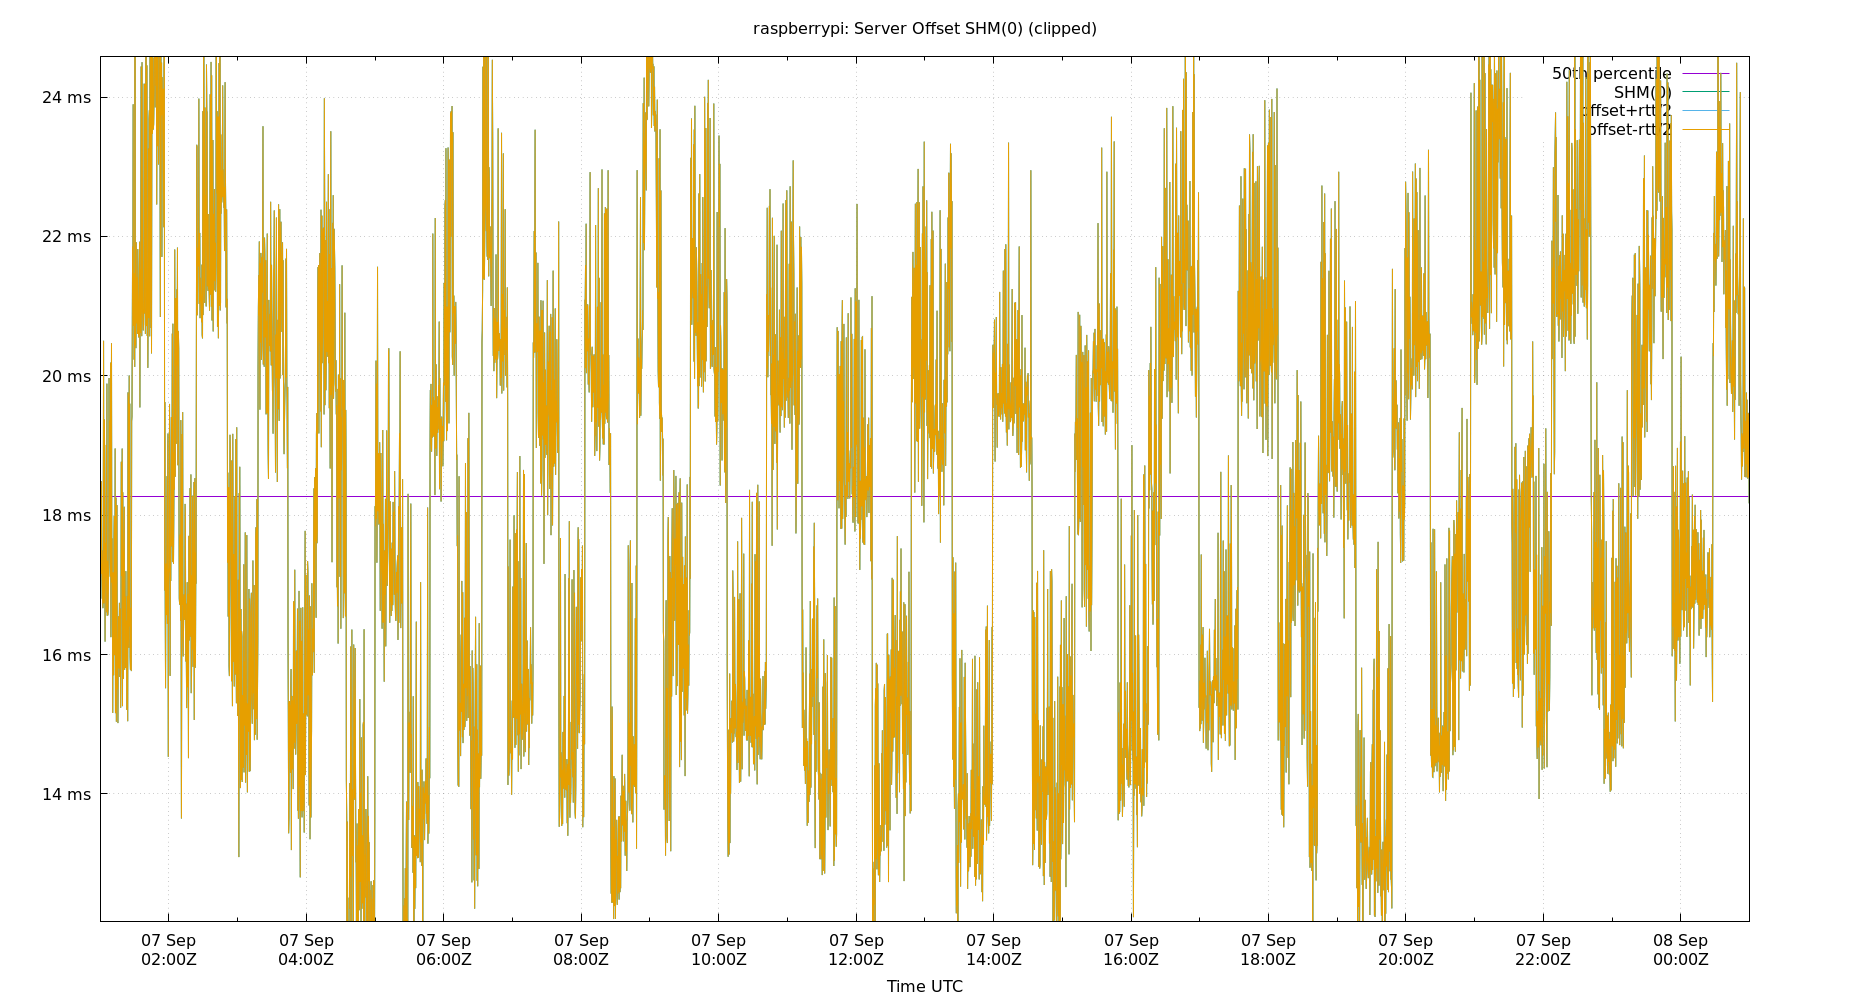 raspberrypi: Server Offset SHM(0) (clipped)
50th percentile
SHM(0)
offset+rtt/2
offset-rtt/2
24 ms
22 ms
20 ms
18 ms
16 ms
14 ms
07 Sep 07 Sep 07 Sep 07 Sep 07 Sep 07 Sep 07 Sep 07 Sep 07 Sep 07 Sep 07 Sep 08 Sep
02:00Z 04:00Z 06:00Z 08:00Z 10:00Z 12:00Z 14:00Z 16:00Z 18:00Z 20:00Z 22:00Z 00:00Z
Time UTC